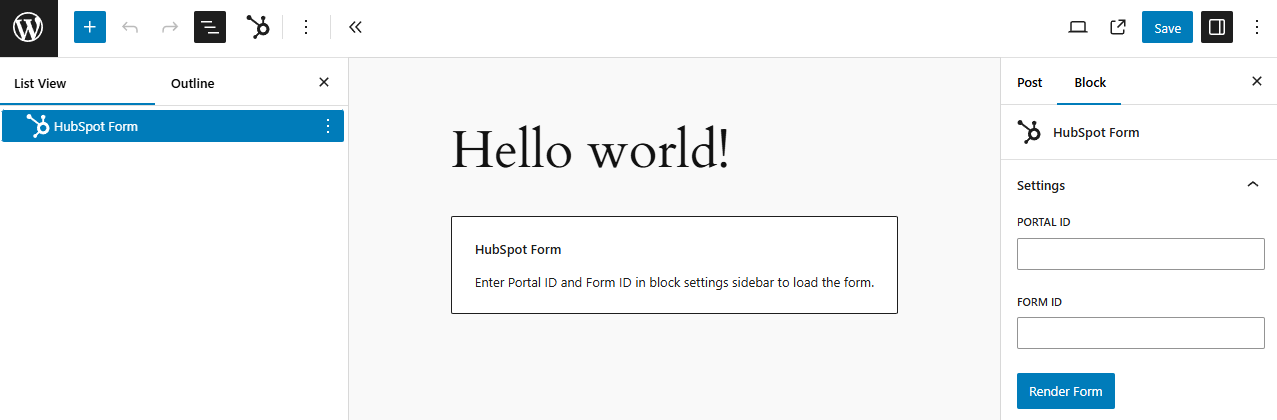 Save
List View
Outline
HubSpot Form
Hello world!
HubSpot Form
Enter Portal ID and Form ID in block settings sidebar to load the form.
Post
Block
HubSpot Form
Settings
PORTAL ID
FORM ID
Render Form